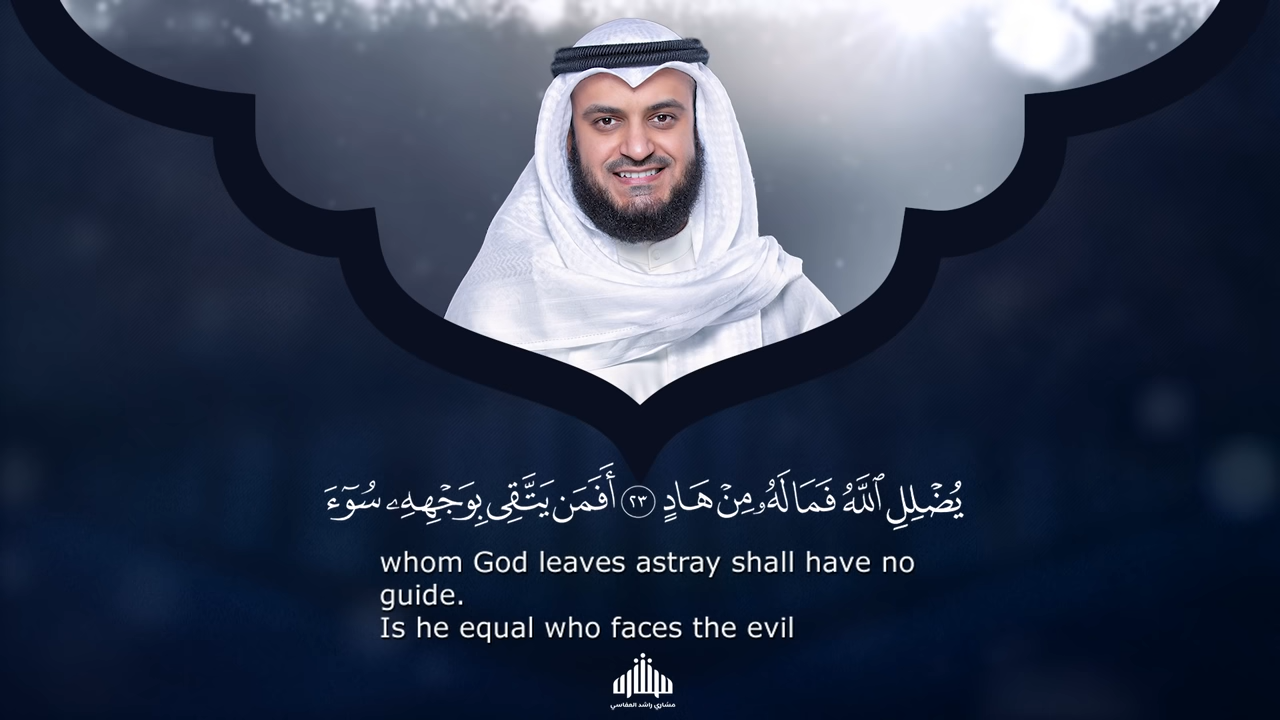 يُضْلِلِ ٱللَّهُ فَمَا لَهُۥ مِنْ هَادٍ ٢٣ أَفَمَن يَتَّقِى بِوَجْهِهِۦ سُوٓءَ
whom God leaves astray shall have no
guide.
Is he equal who faces the evil
مشاري راشد العفاسي